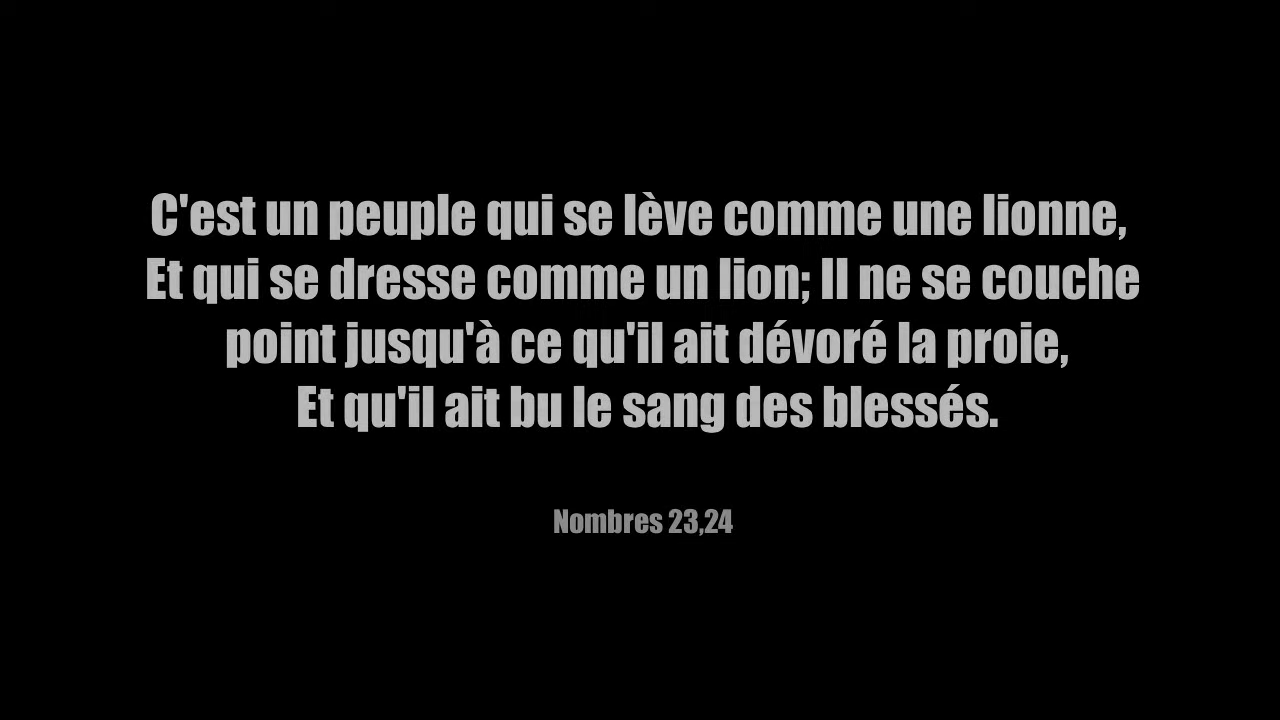 C'est un peuple qui se lève comme une lionne,
Et qui se dresse comme un lion; Il ne se couche
point jusqu'à ce qu'il ait dévoré la proie,
Et qu'il ait bu le sang des blessés.
Nombres 23,24